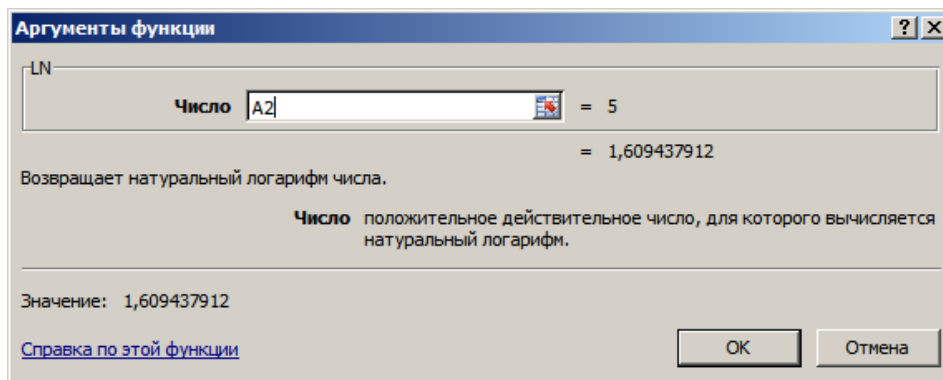 Аргументы функции
LN
Число A2 = 5
= 1,609437912
Возвращает натуральный логарифм числа.
Число положительное действительное число, для которого вычисляется
натуральный логарифм.
Значение: 1,609437912
Справка по этой функции
ОК Отмена